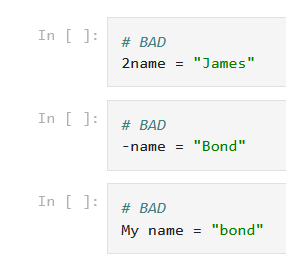 In [ ]:
# BAD
2name = "James"
In [ ]:
# BAD
-name = "Bond"
In [ ]:
# BAD
My name = "bond"